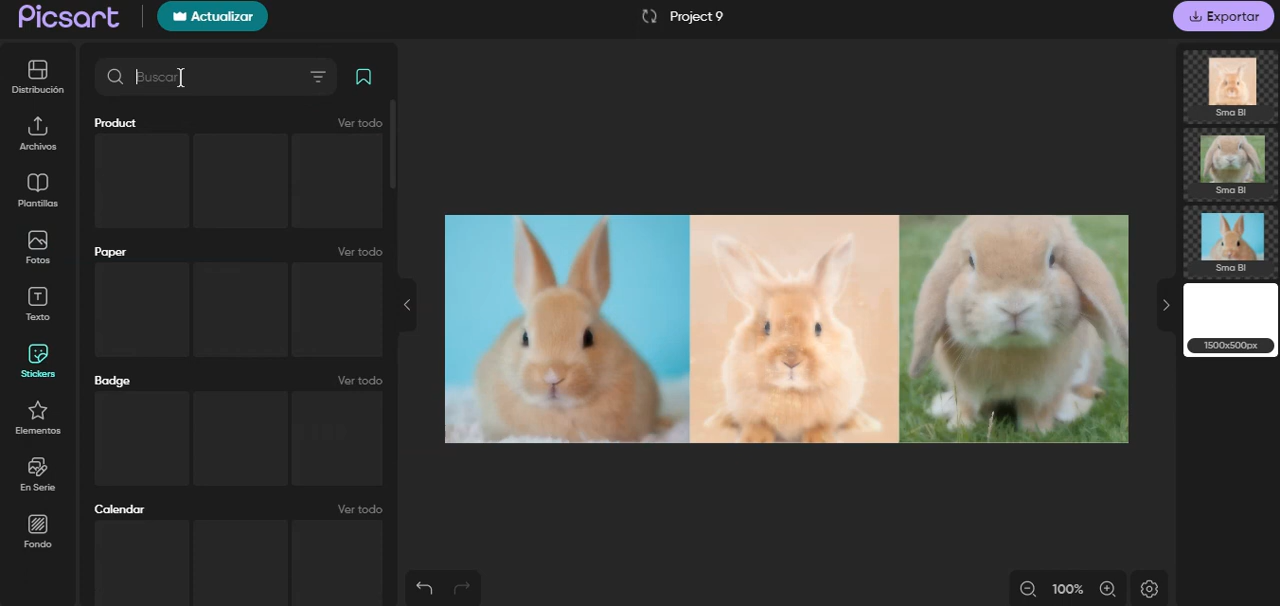 Picsart
Actualizar
Project 9
Exportar
Distribución
Archivos
Plantillas
Fotos
Texto
Stickers
Elementos
En Serie
Fondo
Buscar
Product
Ver todo
Paper
Ver todo
Badge
Ver todo
Calendar
Ver todo
Sma Bl
Sma Bl
Sma Bl
1500x500px
100%